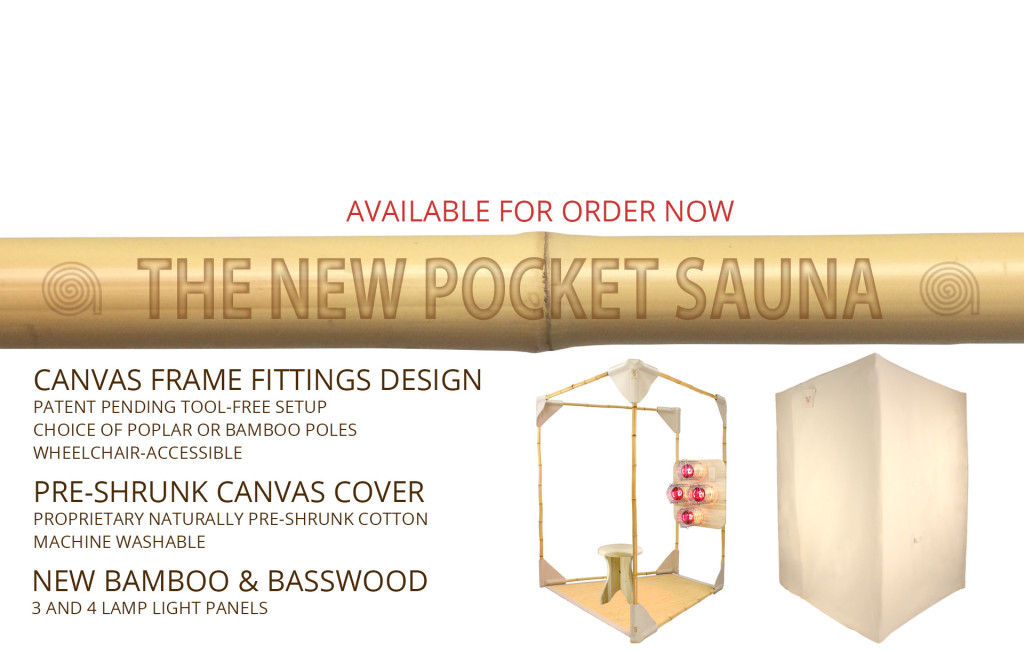 AVAILABLE FOR ORDER NOW
THE NEW POCKET SAUNA
CANVAS FRAME FITTINGS DESIGN
PATENT PENDING TOOL-FREE SETUP
CHOICE OF POPLAR OR BAMBOO POLES
WHEELCHAIR-ACCESSIBLE
PRE-SHRUNK CANVAS COVER
PROPRIETARY NATURALLY PRE-SHRUNK COTTON
MACHINE WASHABLE
NEW BAMBOO & BASSWOOD
3 AND 4 LAMP LIGHT PANELS